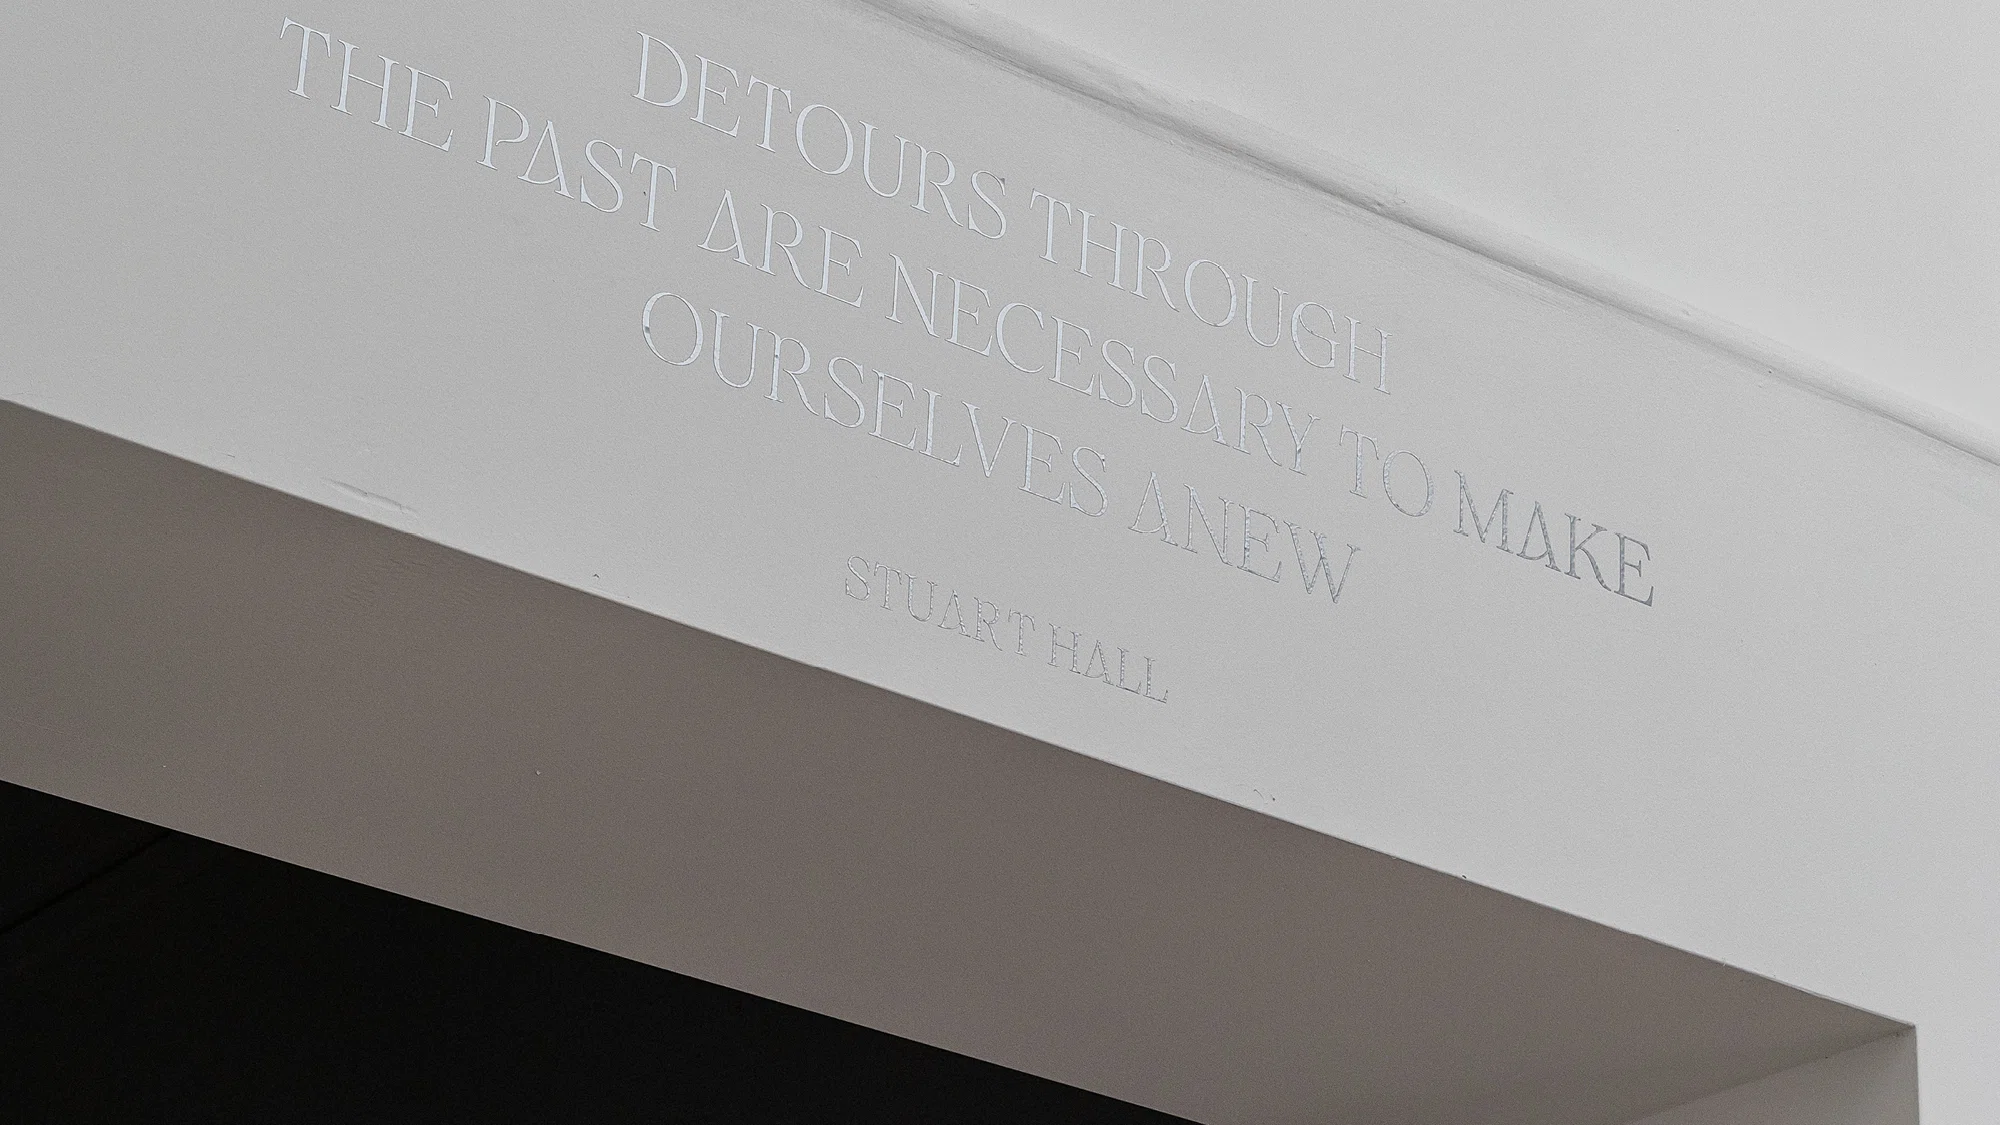 DETOURS THROUGH
THE PAST ARE NECESSARY TO MAKE
OURSELVES ANEW
STUART HALL